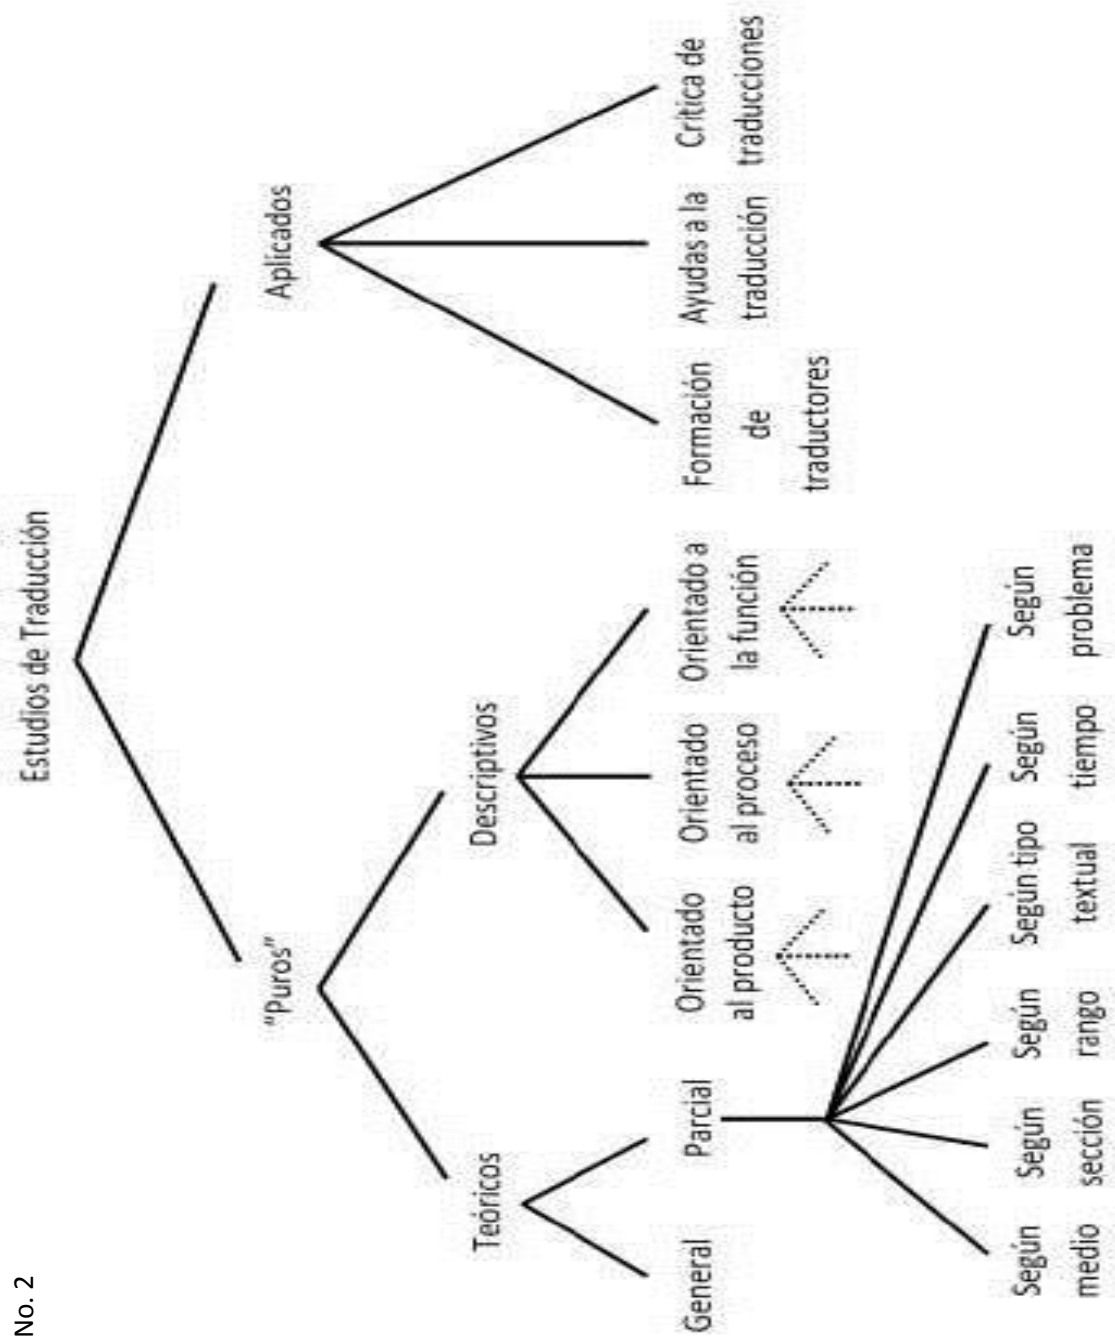 No. 2
Estudios de Traducción
"Puros"
Aplicados
Teóricos
Descriptivos
General
Parcial
Orientado
al producto
Orientado
al proceso
Orientado a
la función
Formación
de
traductores
Ayudas a la
traducción
Crítica de
traducciones
Según
medio
Según
sección
Según
rango
Según tipo
textual
Según
tiempo
Según
problema